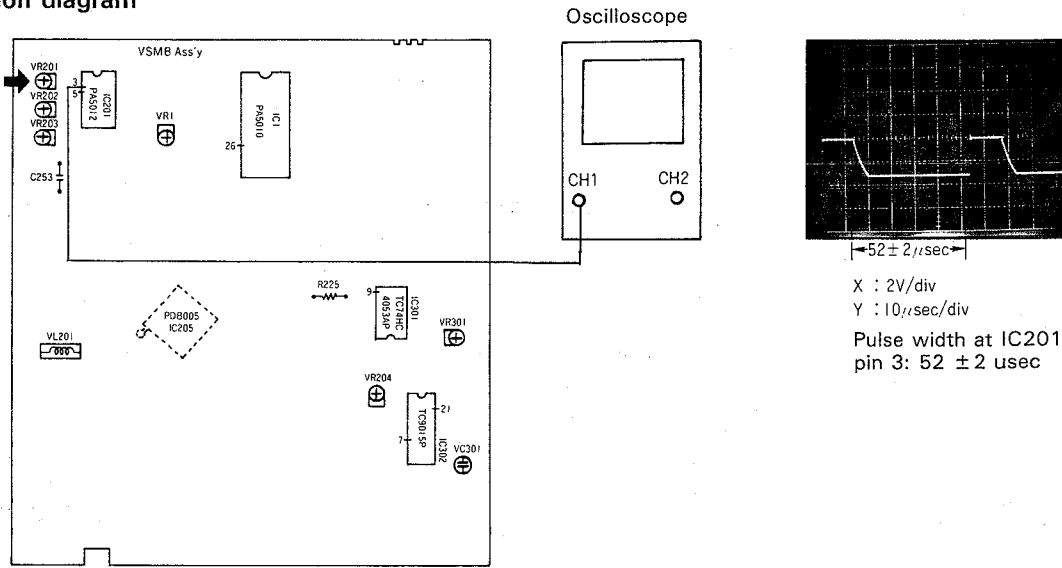 on diagram
Oscilloscope
VSMB Ass'y
VR201
VR202
VR203
3
5
IC201
PA5012
VR1
26
IC1
PA5010
C253
CH1
CH2
52±2μsec
X : 2V/div
Y : 10μsec/div
Pulse width at IC201
pin 3: 52 ±2 usec
R225
9
TC74HC
4053AP
IC301
VR301
PD8005
IC205
VL201
VR204
21
7
TC9015P
IC302
VC301